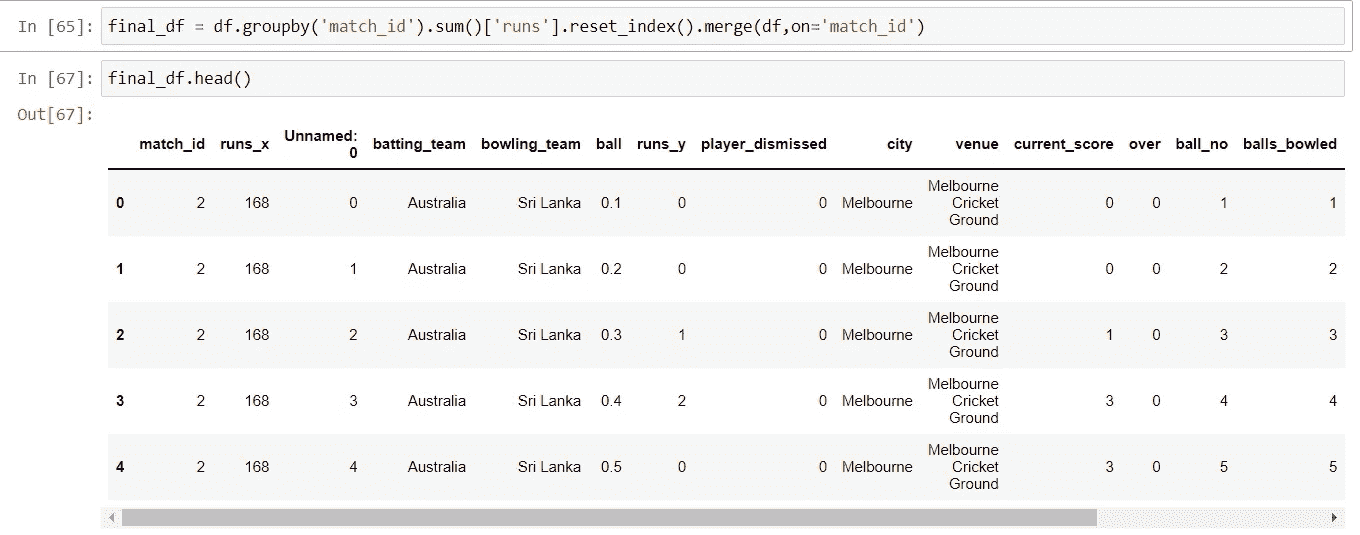 In [65]: final_df = df.groupby('match_id').sum()['runs'].reset_index().merge(df,on='match_id')
In [67]: final_df.head()
Out[67]:
match_id runs_x Unnamed: 0 batting_team bowling_team ball runs_y player_dismissed city venue current_score over ball_no balls_bowled
0 2 168 0 Australia Sri Lanka 0.1 0 0 Melbourne Melbourne Cricket Ground 0 0 1 1
1 2 168 1 Australia Sri Lanka 0.2 0 0 Melbourne Melbourne Cricket Ground 0 0 2 2
2 2 168 2 Australia Sri Lanka 0.3 1 0 Melbourne Melbourne Cricket Ground 1 0 3 3
3 2 168 3 Australia Sri Lanka 0.4 2 0 Melbourne Melbourne Cricket Ground 3 0 4 4
4 2 168 4 Australia Sri Lanka 0.5 0 0 Melbourne Melbourne Cricket Ground 3 0 5 5